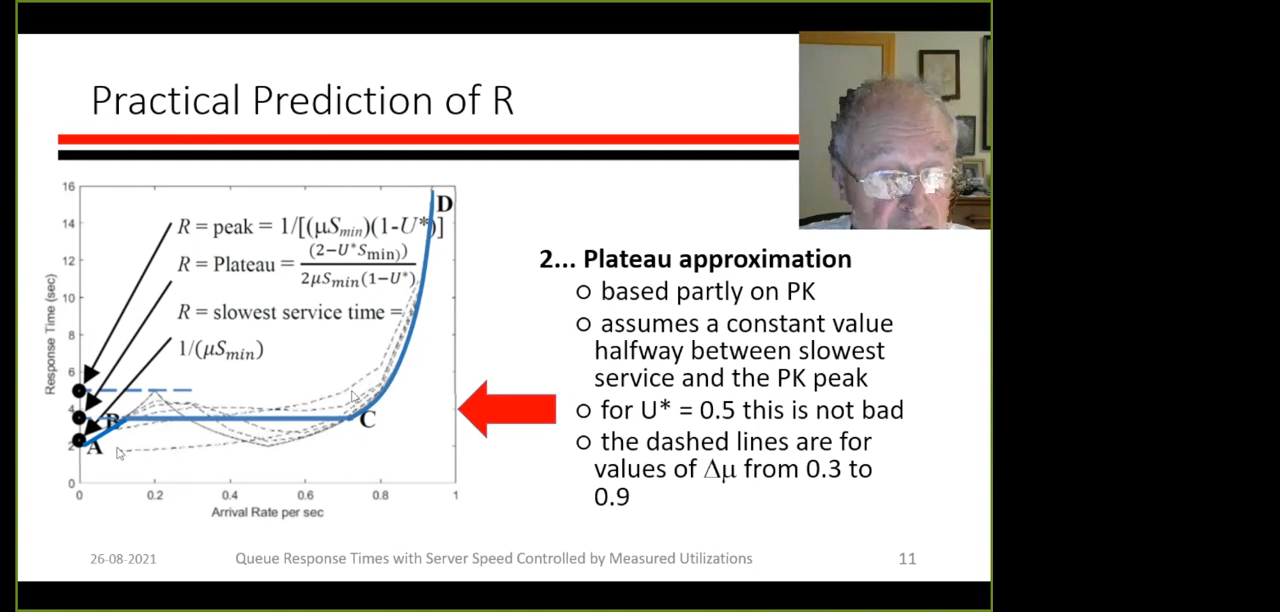 Practical Prediction of R
16
14
12
10
8
6
4
2
0
Response Time (sec)
R = peak = 1/[(μSmin)(1-U*)]
R = Plateau = (2−U*Smin)) / 2μSmin(1−U*)
R = slowest service time =
1/(μSmin)
A
B
C
D
0 0.2 0.4 0.6 0.8 1
Arrival Rate per sec
2... Plateau approximation
based partly on PK
assumes a constant value
halfway between slowest
service and the PK peak
for U* = 0.5 this is not bad
the dashed lines are for
values of Δμ from 0.3 to
0.9
26-08-2021
Queue Response Times with Server Speed Controlled by Measured Utilizations
11